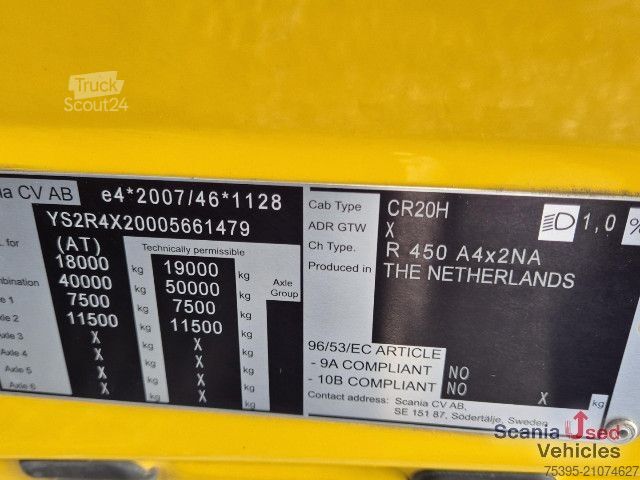 Truck
Scout24
ia CV AB
e4*2007/46*1128
YS2R4X20005661479
(AT)
Technically permissible
L for
18000 kg 19000 kg
mbination 40000 kg 50000 kg
Axle Group
1 7500 kg 7500 kg
2 11500 kg 11500 kg
Axle 3 X kg X kg
Axle 4 X kg X kg
Axle 5 X kg X kg
Axle 6 X kg X kg
Cab Type CR20H
ADR GTW X
Ch Type. R 450 A4x2NA
Produced in THE NETHERLANDS
1,0 %
96/53/EC ARTICLE
- 9A COMPLIANT NO
- 10B COMPLIANT NO X kg
Contact address: Scania CV AB,
SE 151 87, Södertälje, Sweden
Scania Used
Vehicles
75395-21074627